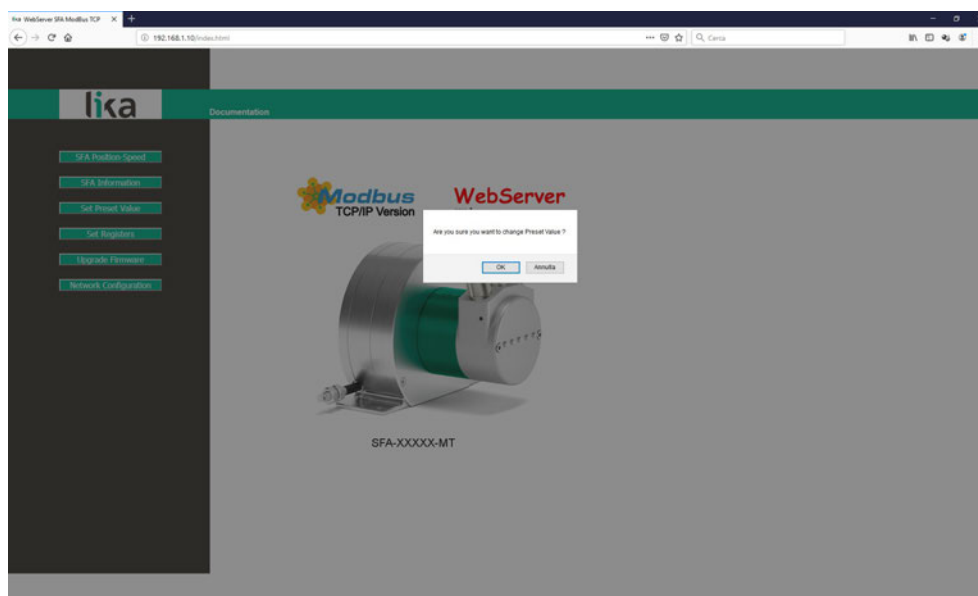 lika WebServer SFA ModBus TCP
192.168.1.10/index.html
Cerca
lika
Documentation
SFA Position-Speed
SFA Information
Set Preset Value
Set Registers
Upgrade Firmware
Network Configuration
Modbus
TCP/IP Version
WebServer
Are you sure you want to change Preset Value ?
OK
Annulla
SFA-XXXXX-MT